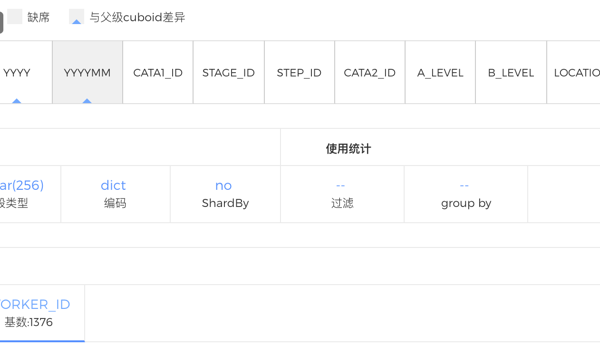 缺席 与父级cuboid差异
YYYY YYYYMM CATA1_ID STAGE_ID STEP_ID CATA2_ID A_LEVEL B_LEVEL LOCATIO
使用统计
ar(256) dict no -- --
段类型 编码 ShardBy 过滤 group by
ORKER_ID
基数:1376